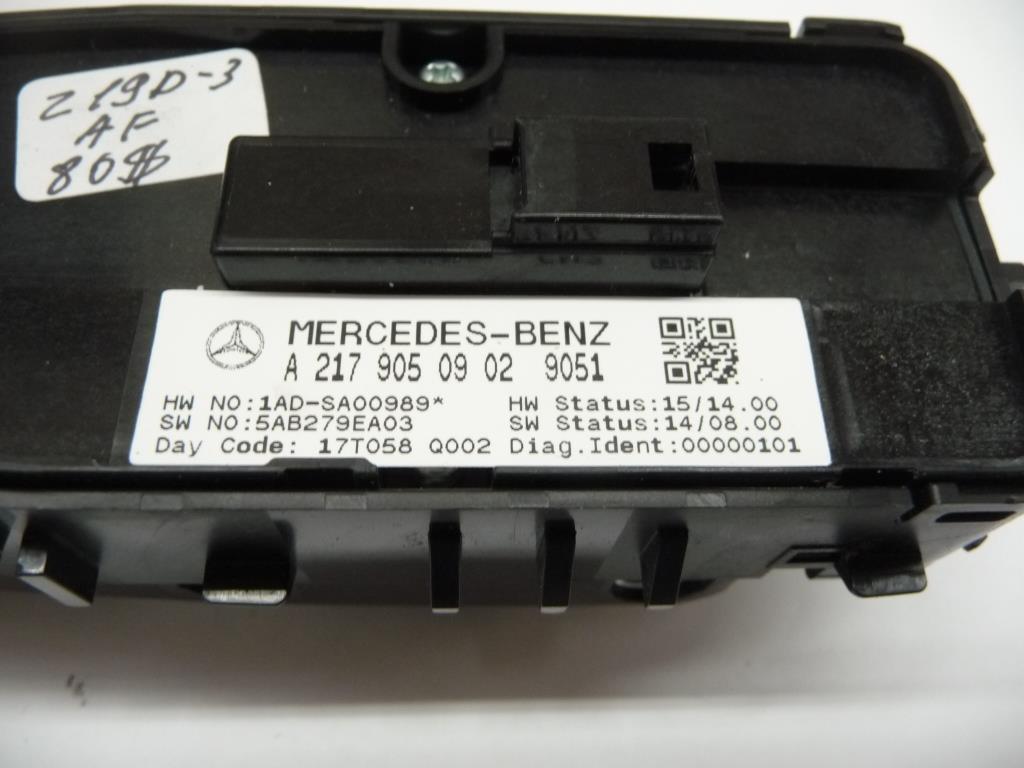 219D-3
AF
80$
MERCEDES-BENZ
A 217 905 09 02 9051
HW NO:1AD-SA00989* HW Status:15/14.00
SW NO:5AB279EA03 SW Status:14/08.00
Day Code: 17T058 Q002 Diag.Ident:00000101